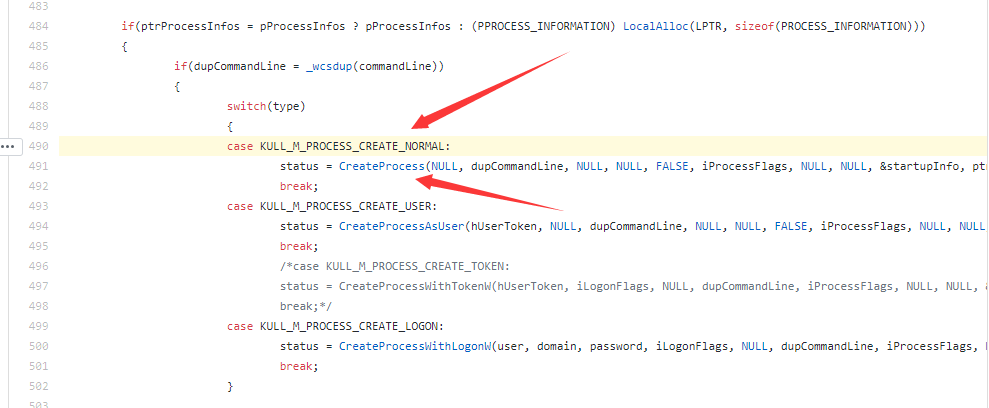 483
484 if(ptrProcessInfos = pProcessInfos ? pProcessInfos : (PPROCESS_INFORMATION) LocalAlloc(LPTR, sizeof(PROCESS_INFORMATION)))
485 {
486 if(dupCommandLine = _wcsdup(commandLine))
487 {
488 switch(type)
489 {
490 case KULL_M_PROCESS_CREATE_NORMAL:
491 status = CreateProcess(NULL, dupCommandLine, NULL, NULL, FALSE, iProcessFlags, NULL, NULL, &startupInfo, pt
492 break;
493 case KULL_M_PROCESS_CREATE_USER:
494 status = CreateProcessAsUser(hUserToken, NULL, dupCommandLine, NULL, NULL, FALSE, iProcessFlags, NULL, NULL
495 break;
496 /*case KULL_M_PROCESS_CREATE_TOKEN:
497 status = CreateProcessWithTokenW(hUserToken, iLogonFlags, NULL, dupCommandLine, iProcessFlags, NULL, NULL,
498 break;*/
499 case KULL_M_PROCESS_CREATE_LOGON:
500 status = CreateProcessWithLogonW(user, domain, password, iLogonFlags, NULL, dupCommandLine, iProcessFlags,
501 break;
502 }
503